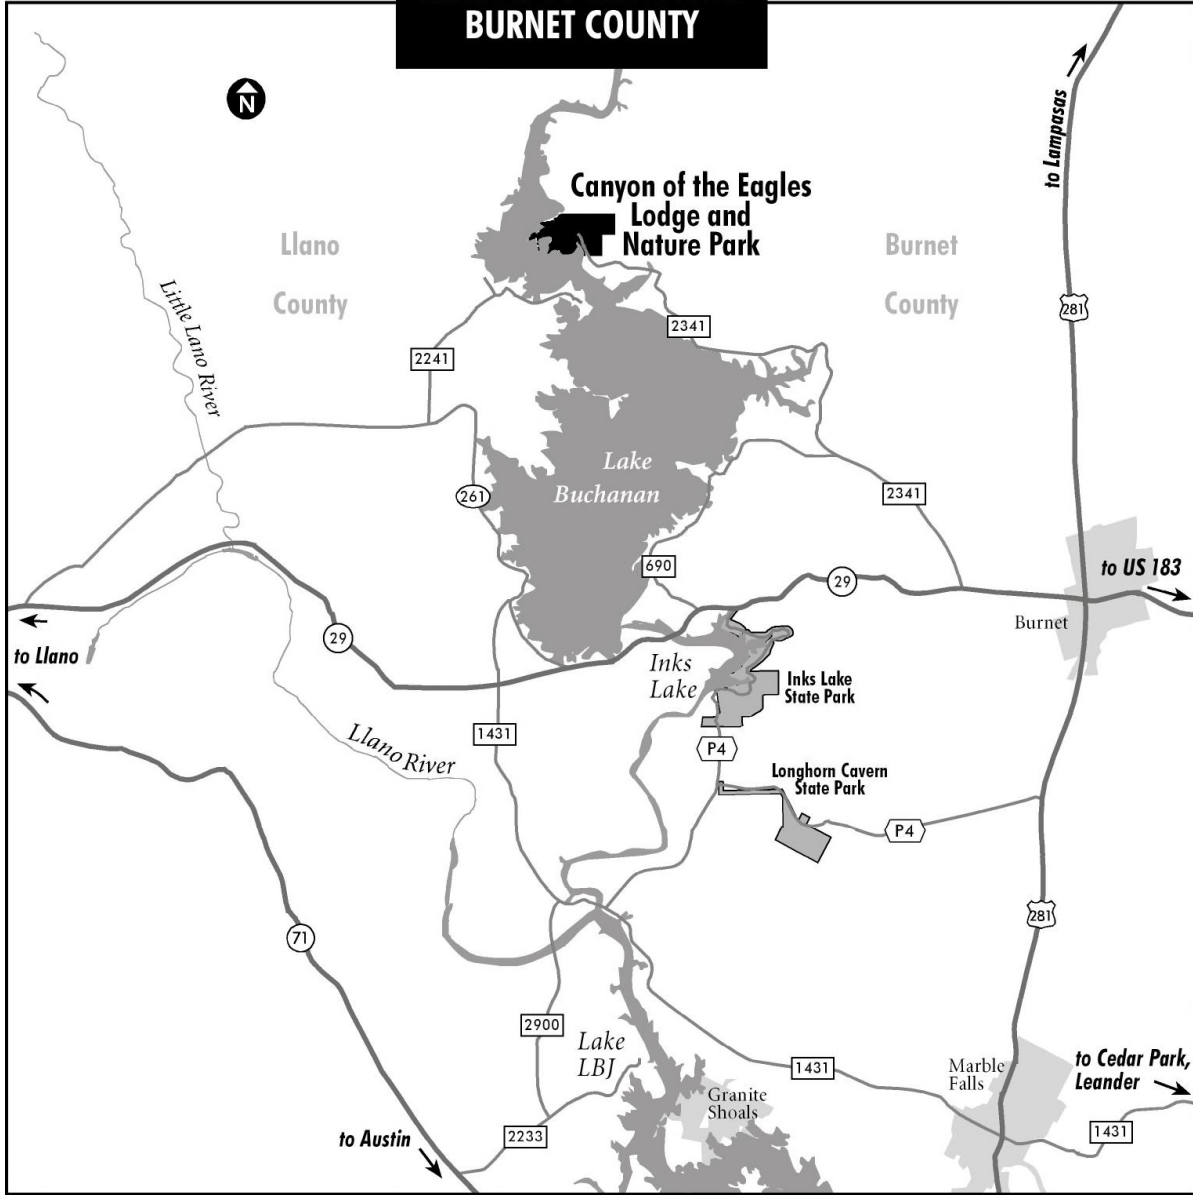 BURNET COUNTY
N
to Lampasas
Canyon of the Eagles
Lodge and
Nature Park
Llano
County
Burnet
County
Little Lano River
281
2341
2241
Lake
Buchanan
261
2341
690
29
to US 183
Burnet
29
to Llano
Inks
Lake
Inks Lake
State Park
1431
Llano River
P4
Longhorn Cavern
State Park
P4
281
71
2900
Lake
LBJ
1431
Marble
Falls
to Cedar Park,
Leander
Granite
Shoals
1431
2233
to Austin